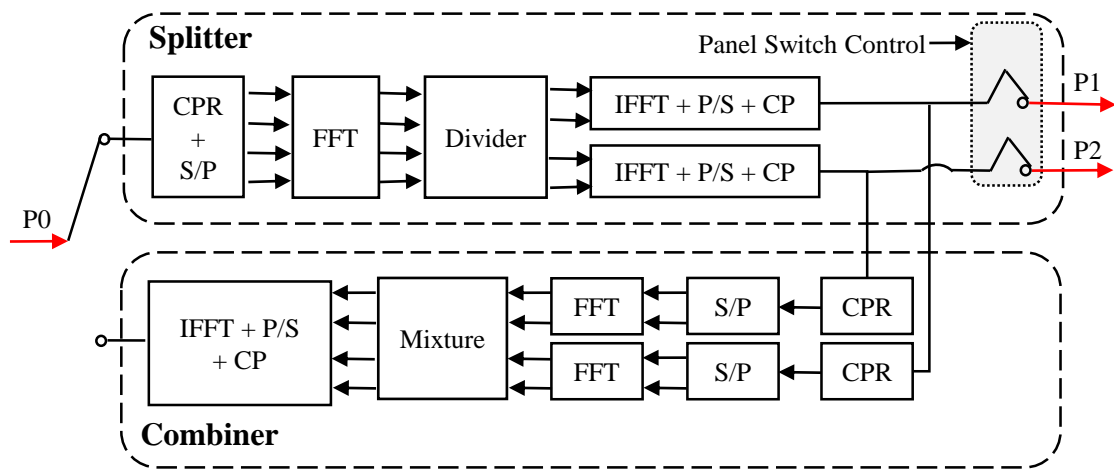 Splitter
Panel Switch Control
CPR
+
S/P
FFT
Divider
IFFT + P/S + CP
IFFT + P/S + CP
P1
P2
P0
IFFT + P/S
+ CP
Mixture
FFT
S/P
CPR
FFT
S/P
CPR
Combiner